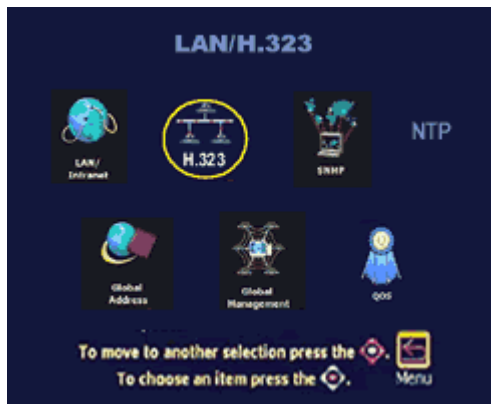 LAN/H.323
LAN/
Intranet
H.323
SNMP
NTP
Global
Address
Global
Management
QOS
To move to another selection press the .
To choose an item press the .
Menu